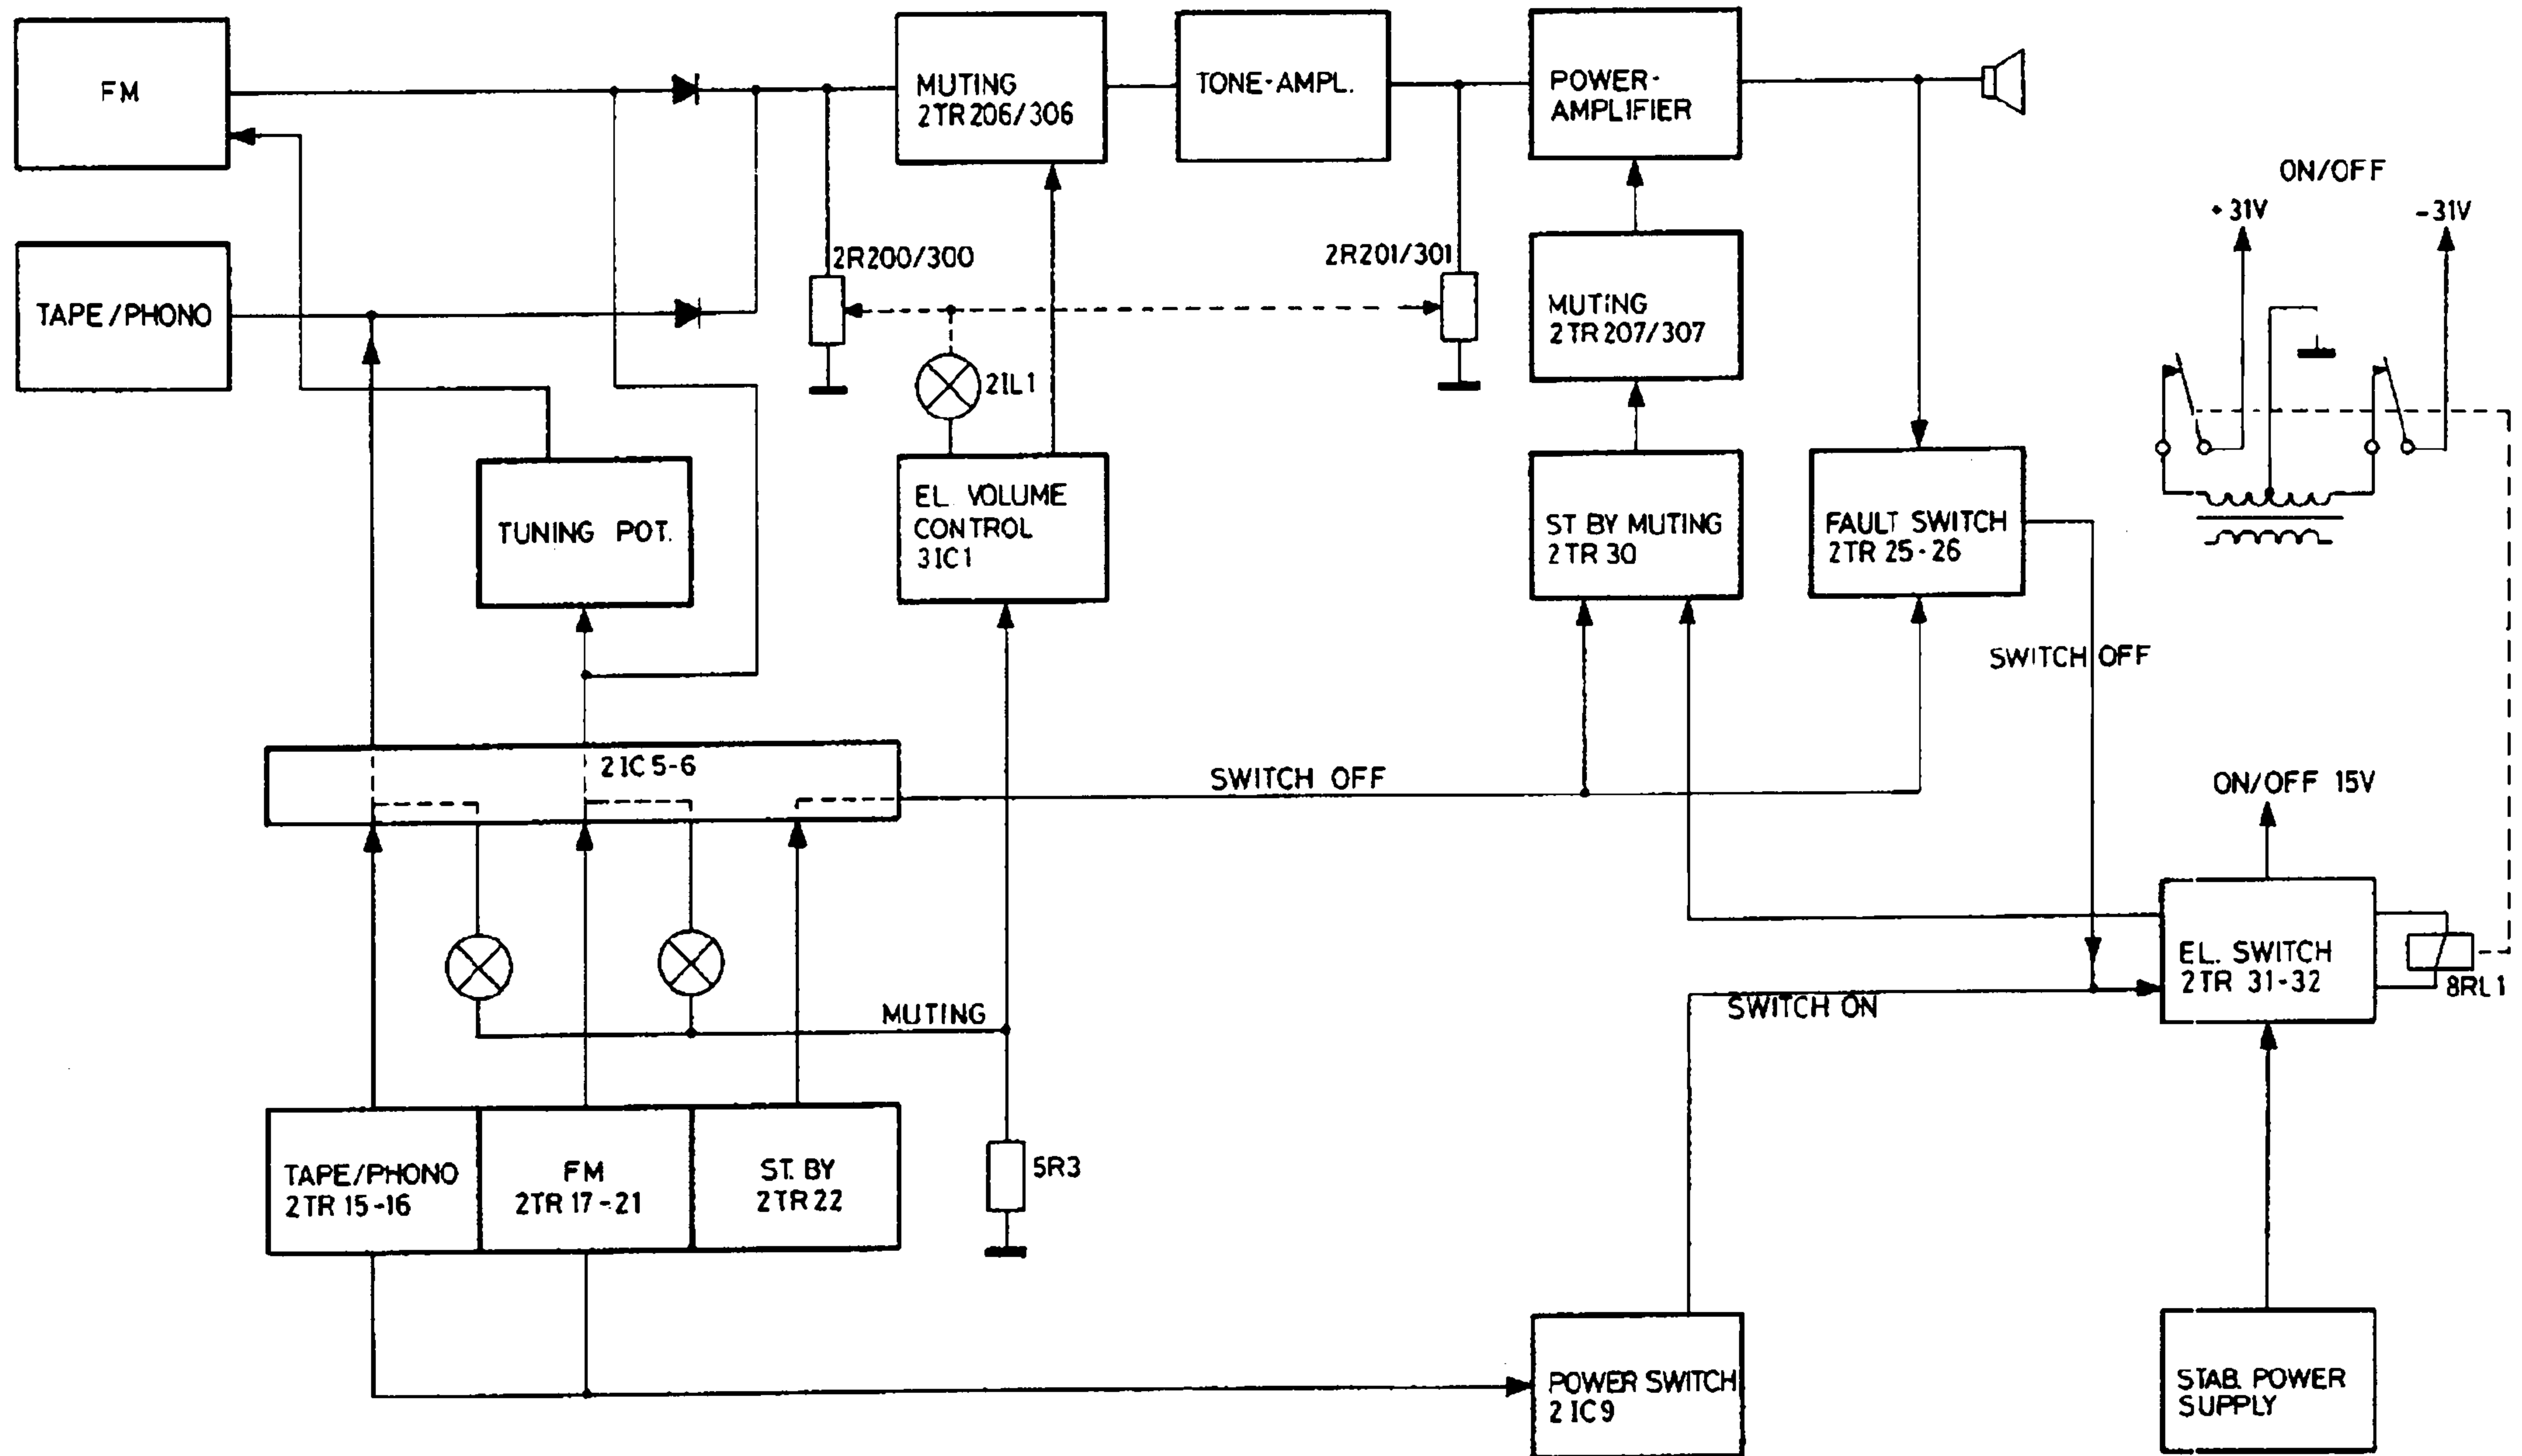 FM
MUTING
2TR206/306
TONE-AMPL.
POWER-
AMPLIFIER
ON/OFF
+31V
-31V
TAPE/PHONO
2R200/300
2R201/301
MUTING
2TR207/307
2IL1
TUNING POT.
EL. VOLUME
CONTROL
3IC1
ST BY MUTING
2TR30
FAULT SWITCH
2TR25-26
SWITCH OFF
2IC5-6
SWITCH OFF
ON/OFF 15V
EL. SWITCH
2TR 31-32
8RL1
MUTING
SWITCH ON
TAPE/PHONO
2TR15-16
FM
2TR17-21
ST. BY
2TR22
5R3
POWER SWITCH
2IC9
STAB. POWER
SUPPLY